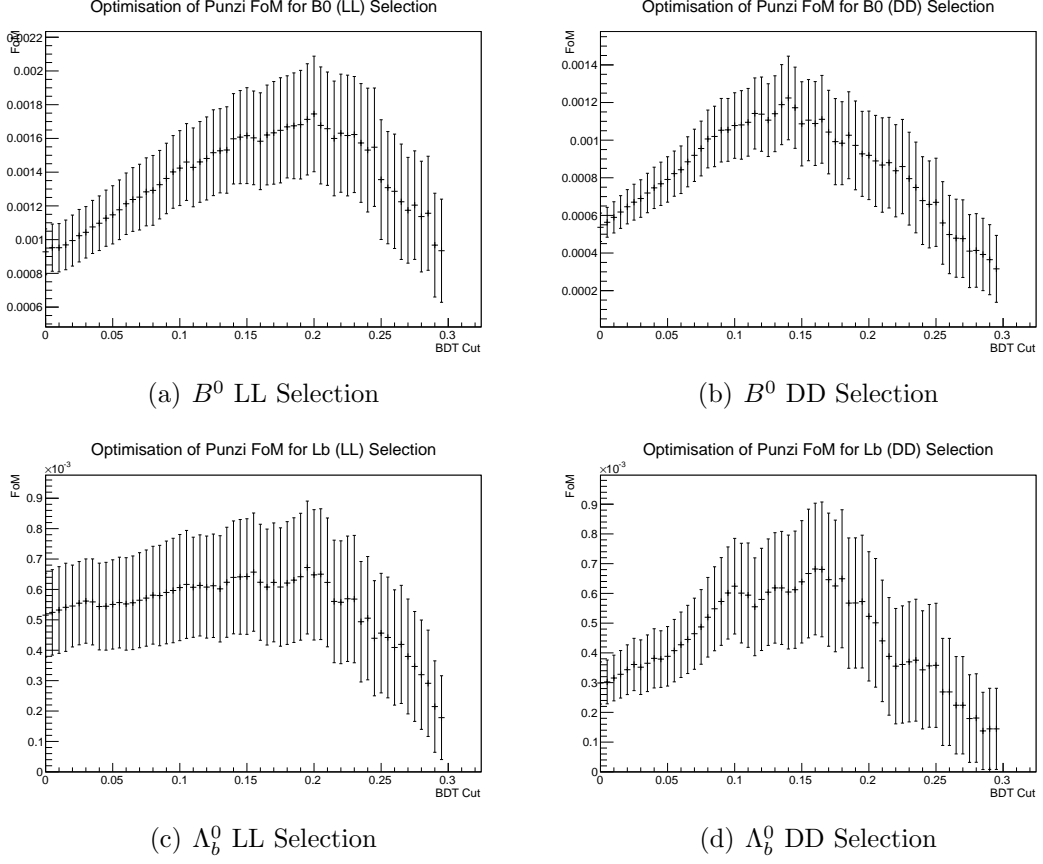 Optimisation of Punzi FoM for B0 (LL) Selection
FoM
0.0022
0.002
0.0018
0.0016
0.0014
0.0012
0.001
0.0008
0.0006
0 0.05 0.1 0.15 0.2 0.25 0.3
BDT Cut
(a) B⁰ LL Selection
Optimisation of Punzi FoM for B0 (DD) Selection
FoM
0.0014
0.0012
0.001
0.0008
0.0006
0.0004
0.0002
0 0.05 0.1 0.15 0.2 0.25 0.3
BDT Cut
(b) B⁰ DD Selection
Optimisation of Punzi FoM for Lb (LL) Selection
×10⁻³
FoM
0.9
0.8
0.7
0.6
0.5
0.4
0.3
0.2
0.1
0
0 0.05 0.1 0.15 0.2 0.25 0.3
BDT Cut
(c) Λ_b⁰ LL Selection
Optimisation of Punzi FoM for Lb (DD) Selection
×10⁻³
FoM
0.9
0.8
0.7
0.6
0.5
0.4
0.3
0.2
0.1
0
0 0.05 0.1 0.15 0.2 0.25 0.3
BDT Cut
(d) Λ_b⁰ DD Selection